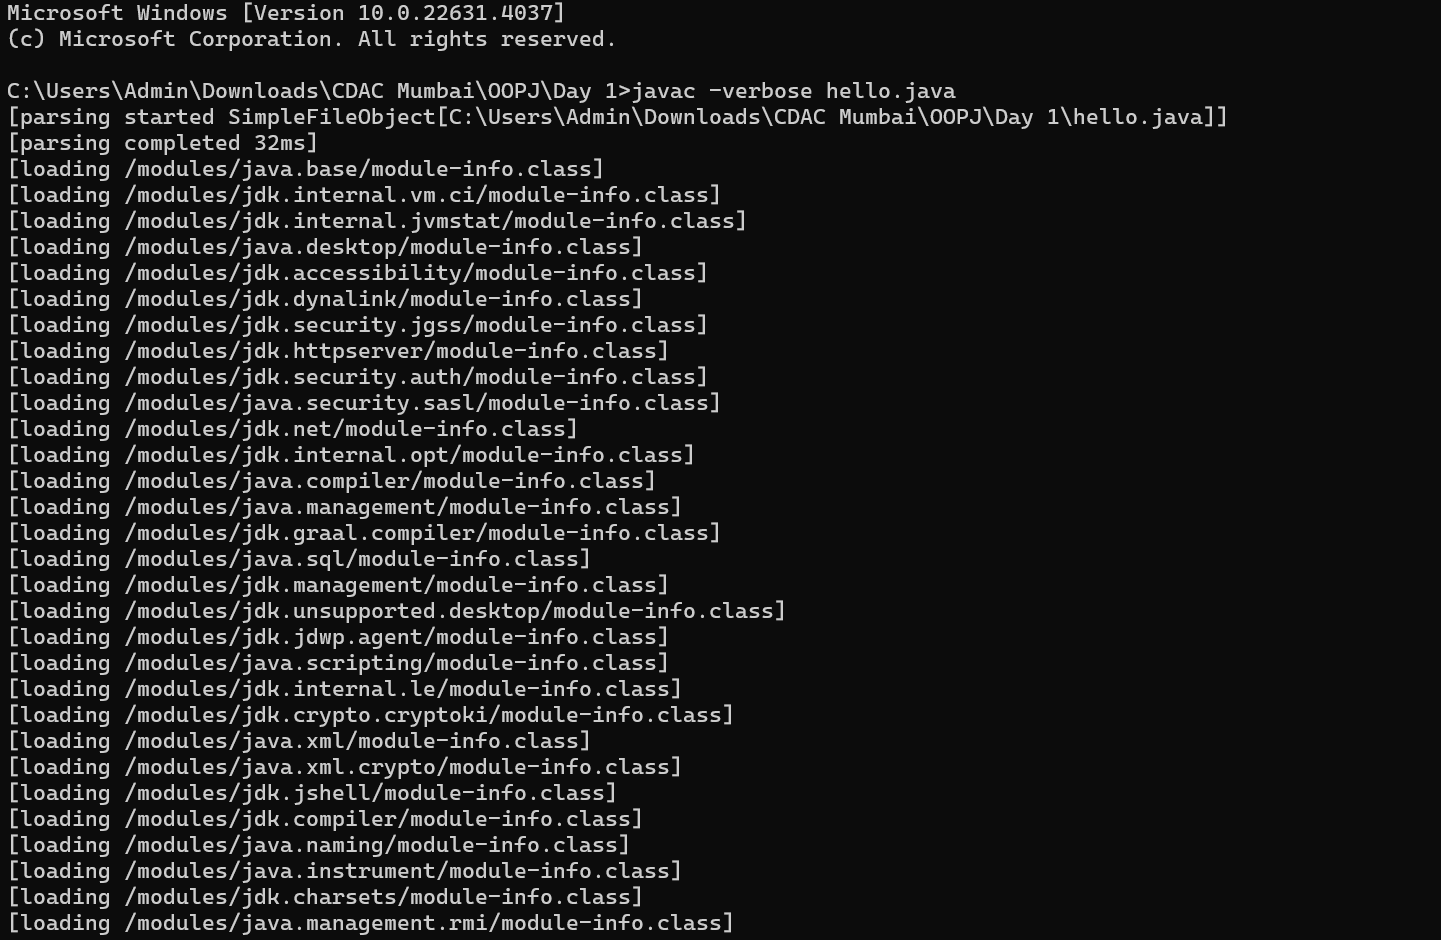 Microsoft Windows [Version 10.0.22631.4037]
(c) Microsoft Corporation. All rights reserved.
C:\Users\Admin\Downloads\CDAC Mumbai\OOPJ\Day 1>javac -verbose hello.java
[parsing started SimpleFileObject[C:\Users\Admin\Downloads\CDAC Mumbai\OOPJ\Day 1\hello.java]]
[parsing completed 32ms]
[loading /modules/java.base/module-info.class]
[loading /modules/jdk.internal.vm.ci/module-info.class]
[loading /modules/jdk.internal.jvmstat/module-info.class]
[loading /modules/java.desktop/module-info.class]
[loading /modules/jdk.accessibility/module-info.class]
[loading /modules/jdk.dynalink/module-info.class]
[loading /modules/jdk.security.jgss/module-info.class]
[loading /modules/jdk.httpserver/module-info.class]
[loading /modules/jdk.security.auth/module-info.class]
[loading /modules/java.security.sasl/module-info.class]
[loading /modules/jdk.net/module-info.class]
[loading /modules/jdk.internal.opt/module-info.class]
[loading /modules/java.compiler/module-info.class]
[loading /modules/java.management/module-info.class]
[loading /modules/jdk.graal.compiler/module-info.class]
[loading /modules/java.sql/module-info.class]
[loading /modules/jdk.management/module-info.class]
[loading /modules/jdk.unsupported.desktop/module-info.class]
[loading /modules/jdk.jdwp.agent/module-info.class]
[loading /modules/java.scripting/module-info.class]
[loading /modules/jdk.internal.le/module-info.class]
[loading /modules/jdk.crypto.cryptoki/module-info.class]
[loading /modules/java.xml/module-info.class]
[loading /modules/java.xml.crypto/module-info.class]
[loading /modules/jdk.jshell/module-info.class]
[loading /modules/jdk.compiler/module-info.class]
[loading /modules/java.naming/module-info.class]
[loading /modules/java.instrument/module-info.class]
[loading /modules/jdk.charsets/module-info.class]
[loading /modules/java.management.rmi/module-info.class]